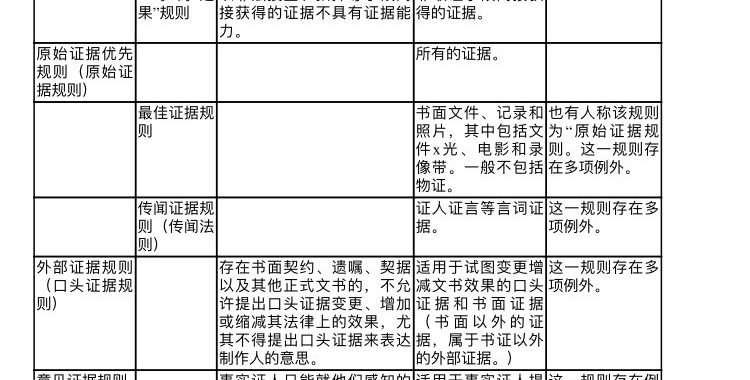 果”规则
接获得的证据不具有证据能
力。
得的证据。
原始证据优先
规则（原始证
据规则）
所有的证据。
最佳证据规
则
书面文件、记录和
照片，其中包括文
件x光、电影和录
像带。一般不包括
物证。
也有人称该规则
为“原始证据规
则。这一规则存
在多项例外。
传闻证据规
则（传闻法
则）
证人证言等言词证
据。
这一规则存在多
项例外。
外部证据规则
（口头证据规
则）
存在书面契约、遗嘱、契据
以及其他正式文书的，不允
许提出口头证据变更、增加
或缩减其法律上的效果，尤
其不得提出口头证据来表达
制作人的意思。
适用于试图变更增
减文书效果的口头
证据和书面证据
（书面以外的证
据，属于书证以外
的外部证据。）
这一规则存在多
项例外。
意见证据规则
事实证人只能就他们感知的
适用于事实证人提
这一规则存在例